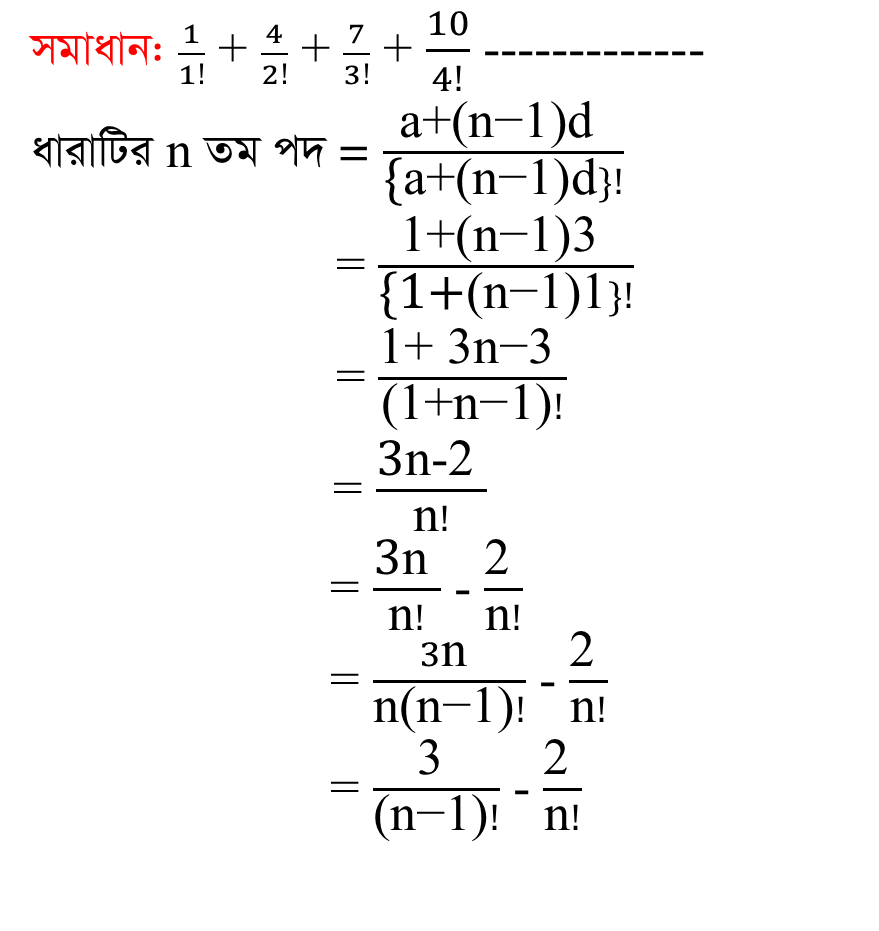 সমাধান: 1/1! + 4/2! + 7/3! + 10/4! -------------
ধারাটির n তম পদ = a+(n−1)d/{a+(n−1)d}!
= 1+(n−1)3/{1+(n−1)1}!
= 1+ 3n−3/(1+n−1)!
= 3n-2/n!
= 3n/n! - 2/n!
= 3n/n(n−1)! - 2/n!
= 3/(n−1)! - 2/n!